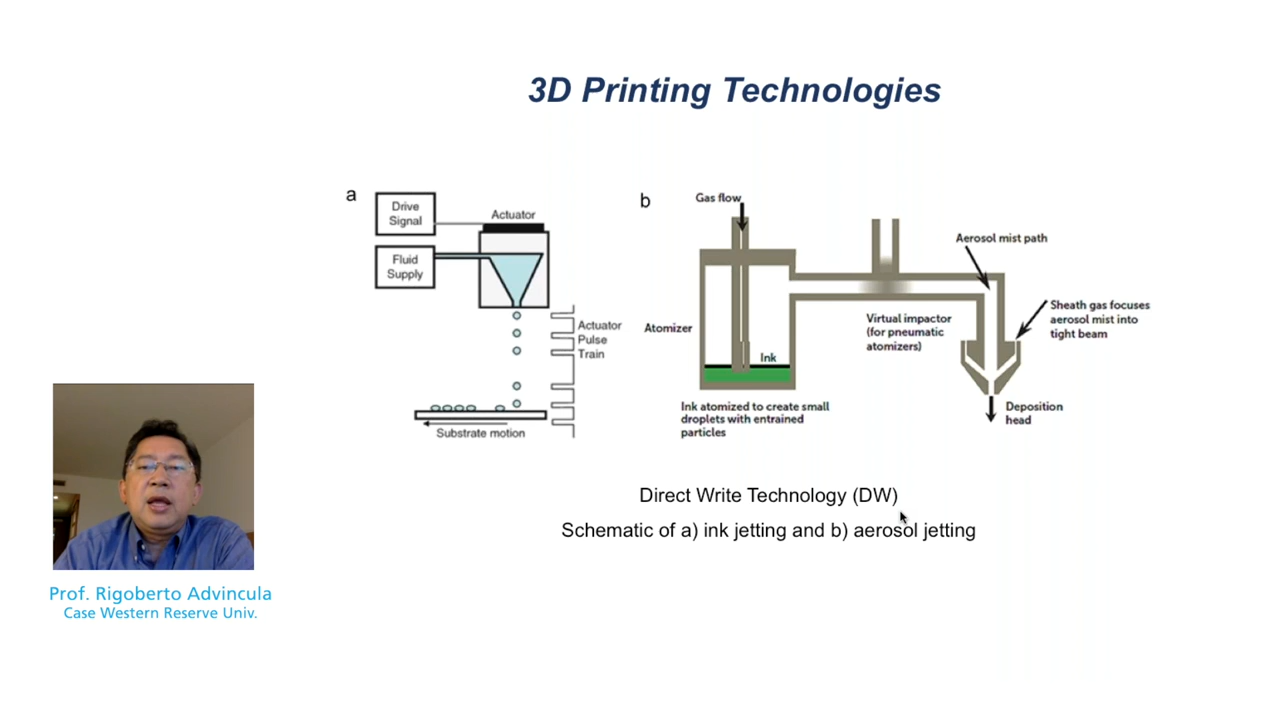 3D Printing Technologies
a
Drive
Signal
Actuator
Fluid
Supply
Actuator
Pulse
Train
Substrate motion
b
Gas flow
Aerosol mist path
Sheath gas focuses
aerosol mist into
tight beam
Atomizer
Virtual impactor
(for pneumatic
atomizers)
Ink
Ink atomized to create small
droplets with entrained
particles
Deposition
head
Direct Write Technology (DW)
Schematic of a) ink jetting and b) aerosol jetting
Prof. Rigoberto Advincula
Case Western Reserve Univ.